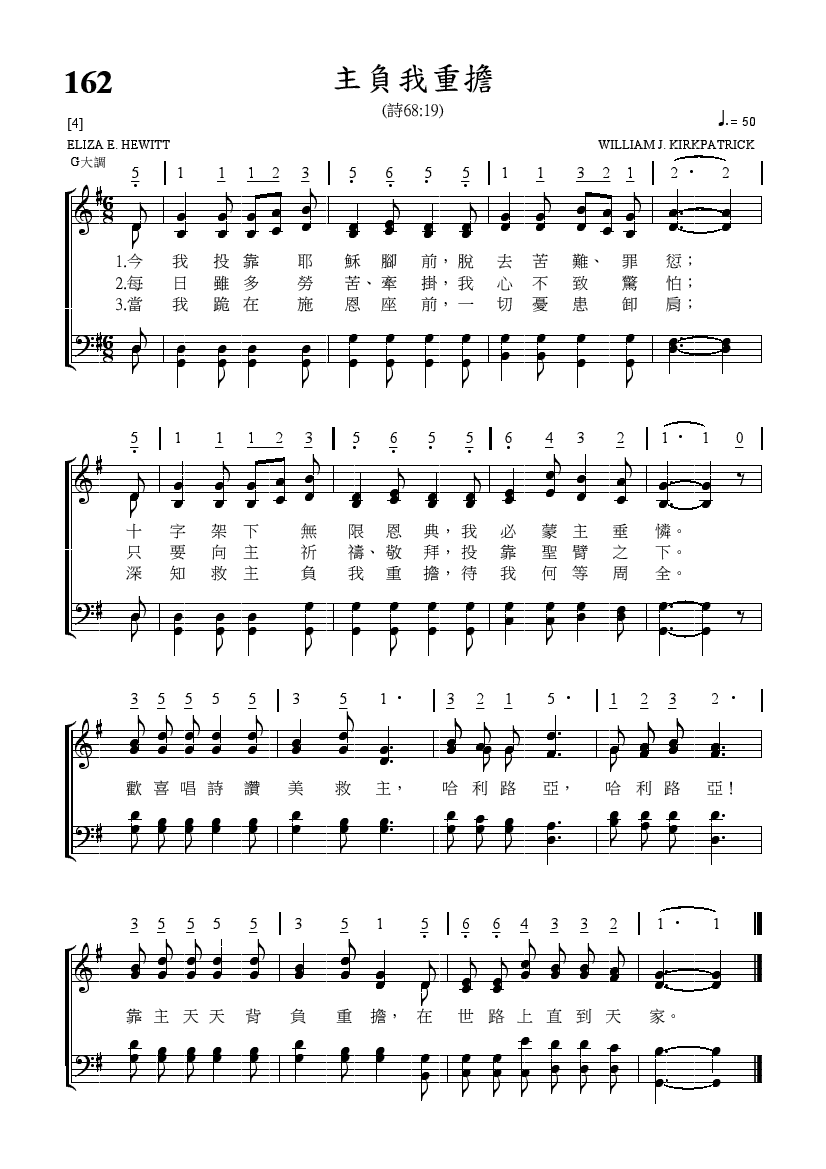 162
主負我重擔
(詩68:19)
[4]
♩. = 50
ELIZA E. HEWITT
WILLIAM J. KIRKPATRICK
G大調
5 | 1 1 1 2 3 | 5 6 5 5 | 1 1 3 2 1 | 2 · 2
1.今我投靠耶穌腳前，脫去苦難、罪愆；
2.每日雖多勞苦、牽掛，我心不致驚怕；
3.當我跪在施恩座前，一切憂患卸肩；
5 | 1 1 1 2 3 | 5 6 5 5 | 6 4 3 2 | 1 · 1 0
十字架下無限恩典，我必蒙主垂憐。
只要向主祈禱、敬拜，投靠聖臂之下。
深知救主負我重擔，待我何等周全。
3 5 5 5 5 | 3 5 1 · | 3 2 1 5 · | 1 2 3 2 ·
歡喜唱詩讚美救主，哈利路亞，哈利路亞！
3 5 5 5 5 | 3 5 1 5 | 6 6 4 3 3 2 | 1 · 1
靠主天天背負重擔，在世路上直到天家。